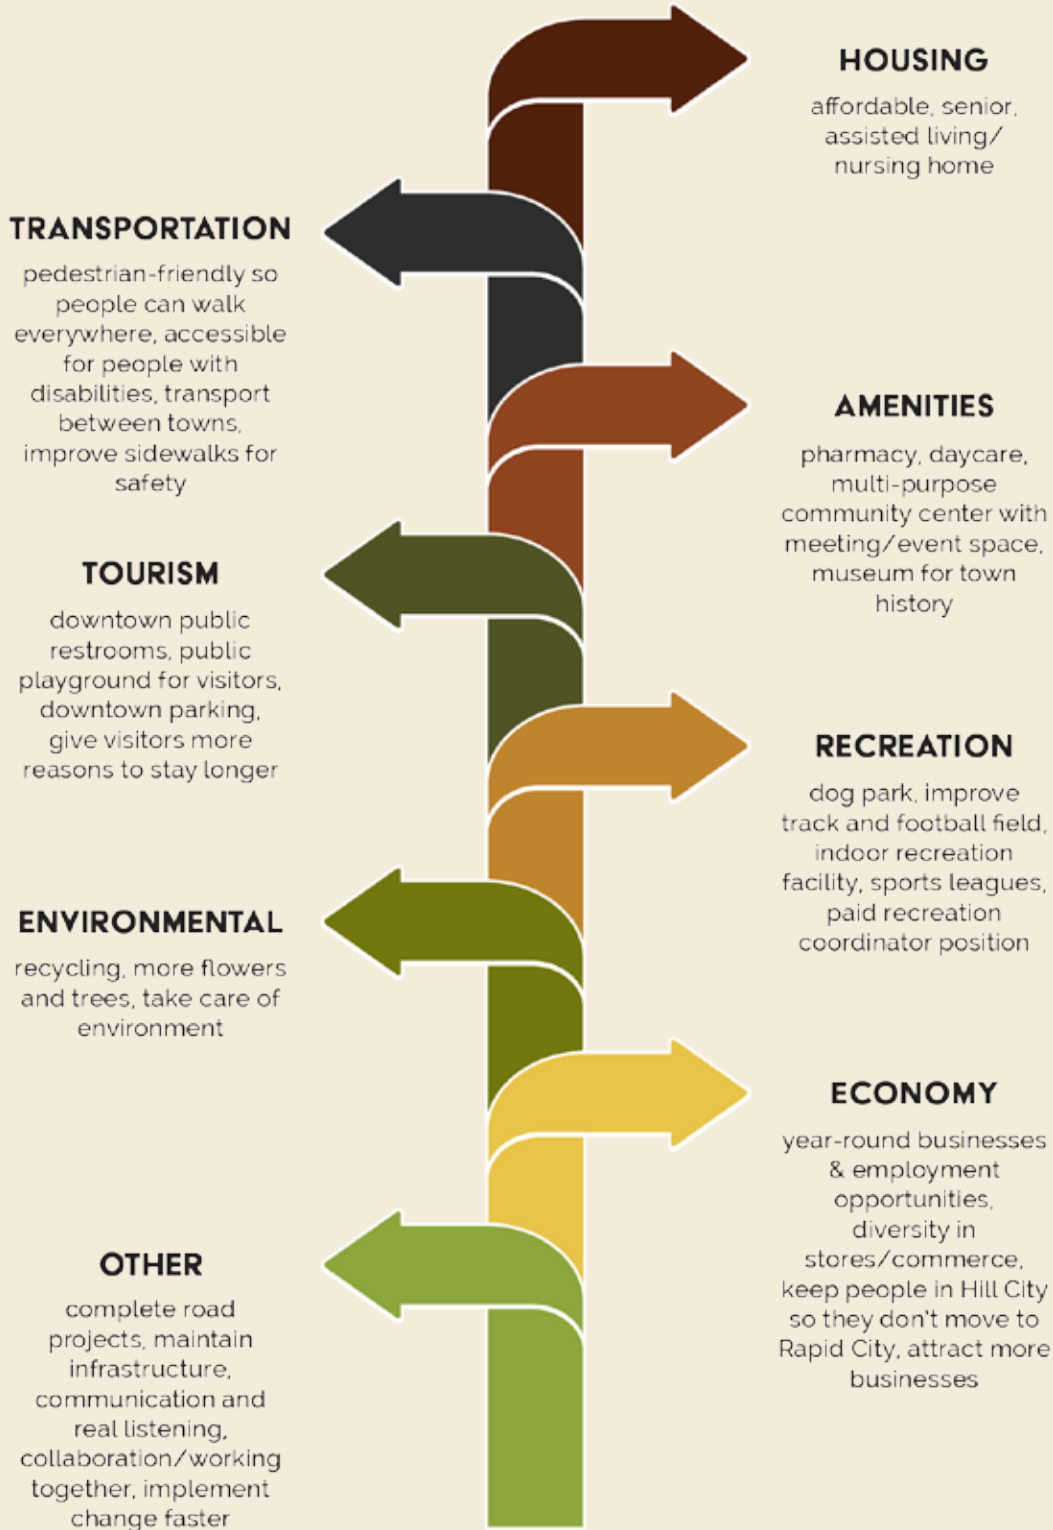 HOUSING
affordable, senior,
assisted living/
nursing home
TRANSPORTATION
pedestrian-friendly so
people can walk
everywhere, accessible
for people with
disabilities, transport
between towns,
improve sidewalks for
safety
AMENITIES
pharmacy, daycare,
multi-purpose
community center with
meeting/event space,
museum for town
history
TOURISM
downtown public
restrooms, public
playground for visitors,
downtown parking,
give visitors more
reasons to stay longer
RECREATION
dog park, improve
track and football field,
indoor recreation
facility, sports leagues,
paid recreation
coordinator position
ENVIRONMENTAL
recycling, more flowers
and trees, take care of
environment
ECONOMY
year-round businesses
& employment
opportunities,
diversity in
stores/commerce,
keep people in Hill City
so they don't move to
Rapid City, attract more
businesses
OTHER
complete road
projects, maintain
infrastructure,
communication and
real listening,
collaboration/working
together, implement
change faster